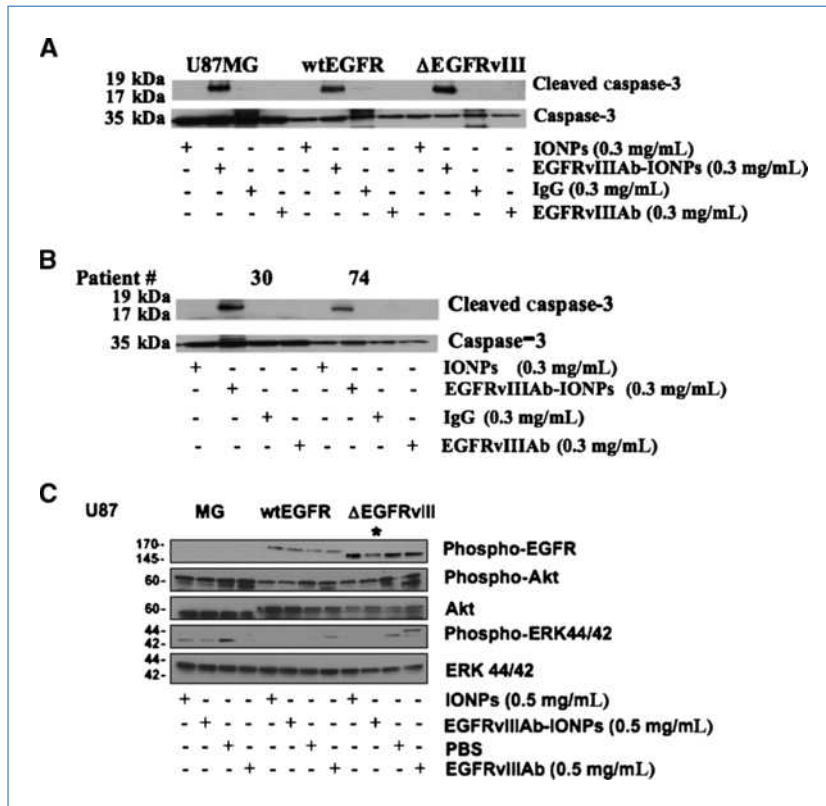 A
U87MG wtEGFR ΔEGFRvIII
19 kDa
17 kDa
Cleaved caspase-3
35 kDa
Caspase-3
+ - - - + - - - + - - - IONPs (0.3 mg/mL)
- + - - - + - - - + - - EGFRvIIIAb-IONPs (0.3 mg/mL)
- - + - - - + - - - + - IgG (0.3 mg/mL)
- - - + - - - + - - - + EGFRvIIIAb (0.3 mg/mL)
B
Patient # 30 74
19 kDa
17 kDa
Cleaved caspase-3
35 kDa
Caspase-3
+ - - - + - - - IONPs (0.3 mg/mL)
- + - - - + - - EGFRvIIIAb-IONPs (0.3 mg/mL)
- - + - - - + - IgG (0.3 mg/mL)
- - - + - - - + EGFRvIIIAb (0.3 mg/mL)
C
U87 MG wtEGFR ΔEGFRvIII
*
170-
145-
Phospho-EGFR
60- Phospho-Akt
60- Akt
44-
42-
Phospho-ERK44/42
44-
42-
ERK 44/42
+ - - - + - - - + - - - IONPs (0.5 mg/mL)
- + - - - + - - - + - - EGFRvIIIAb-IONPs (0.5 mg/mL)
- - + - - - + - - - + - PBS
- - - + - - - + - - - + EGFRvIIIAb (0.5 mg/mL)